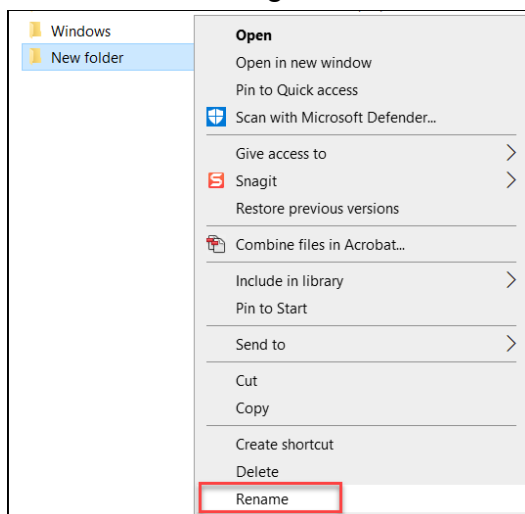 Windows
New folder
Open
Open in new window
Pin to Quick access
Scan with Microsoft Defender...
Give access to
Snagit
Restore previous versions
Combine files in Acrobat...
Include in library
Pin to Start
Send to
Cut
Copy
Create shortcut
Delete
Rename